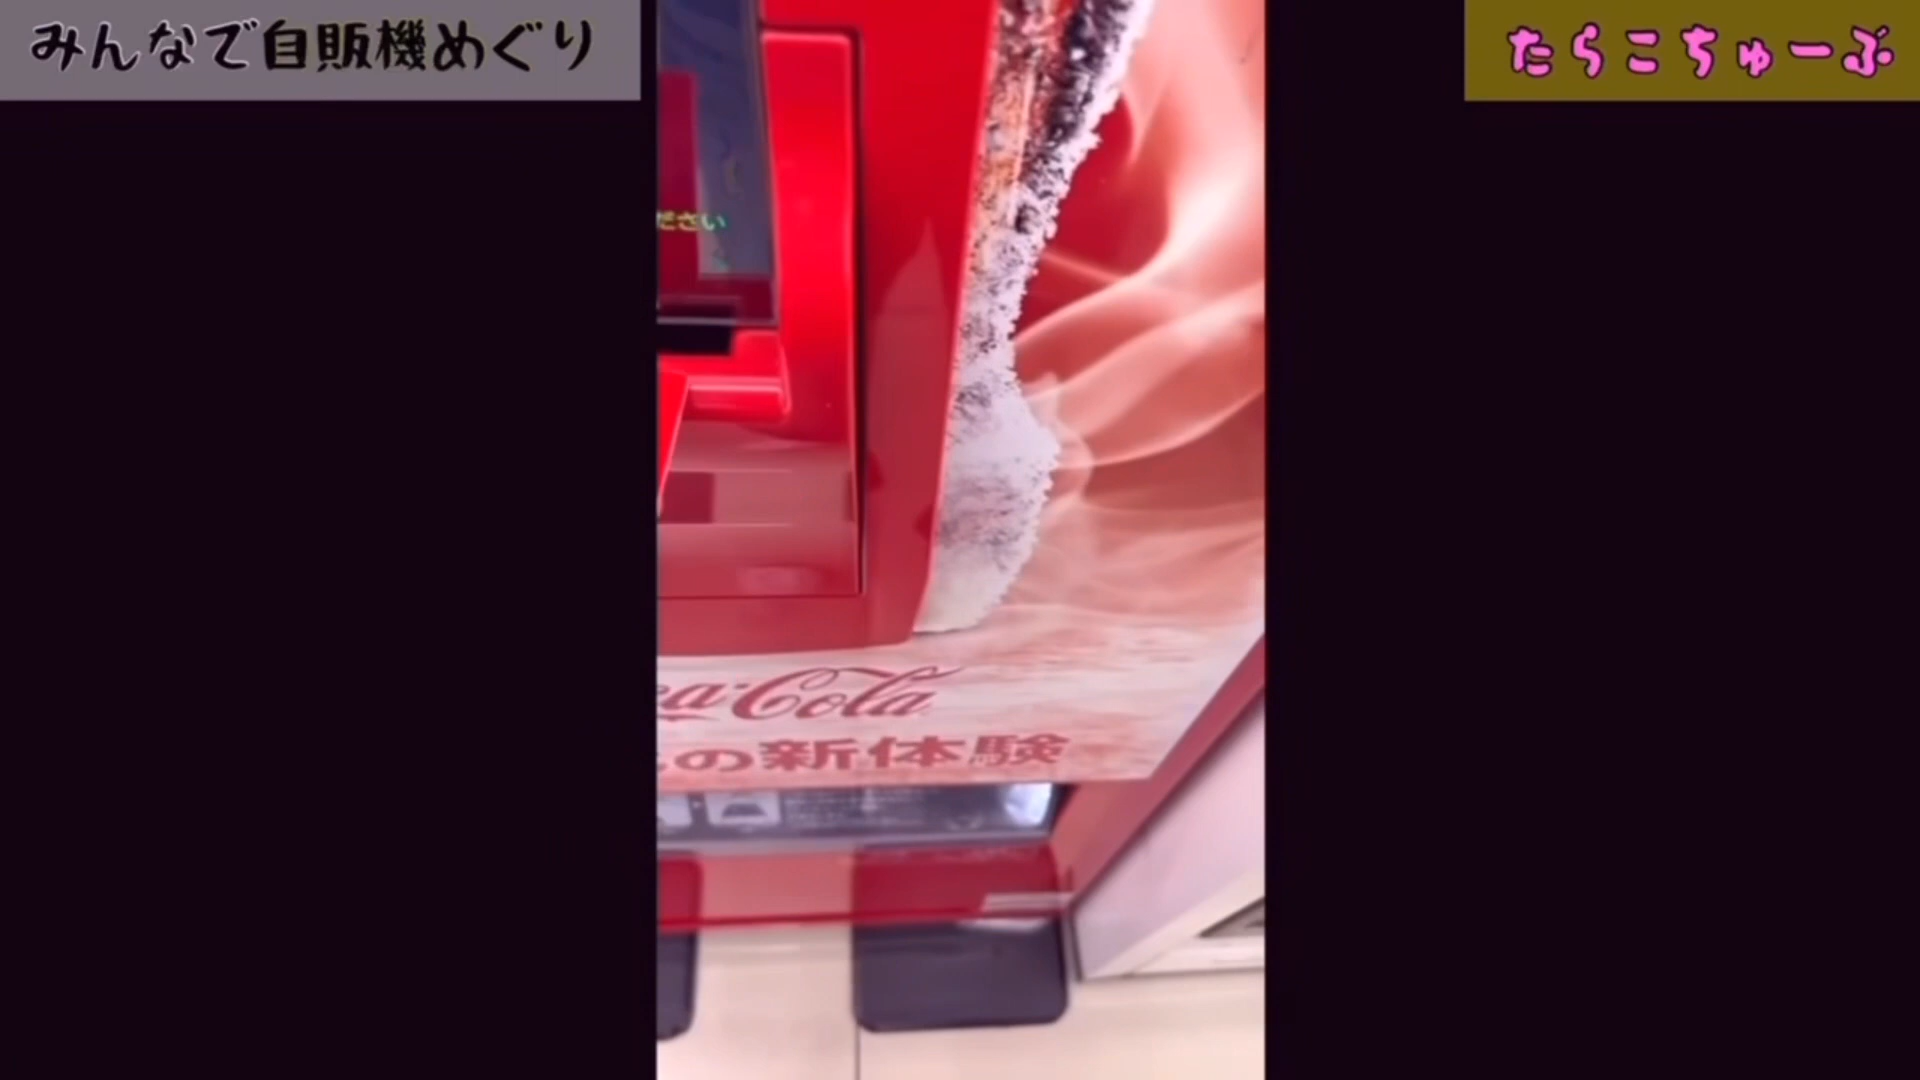 みんなで自販機めぐり
たらこちゅーぶ
ださい
ca-Cola
の新体験